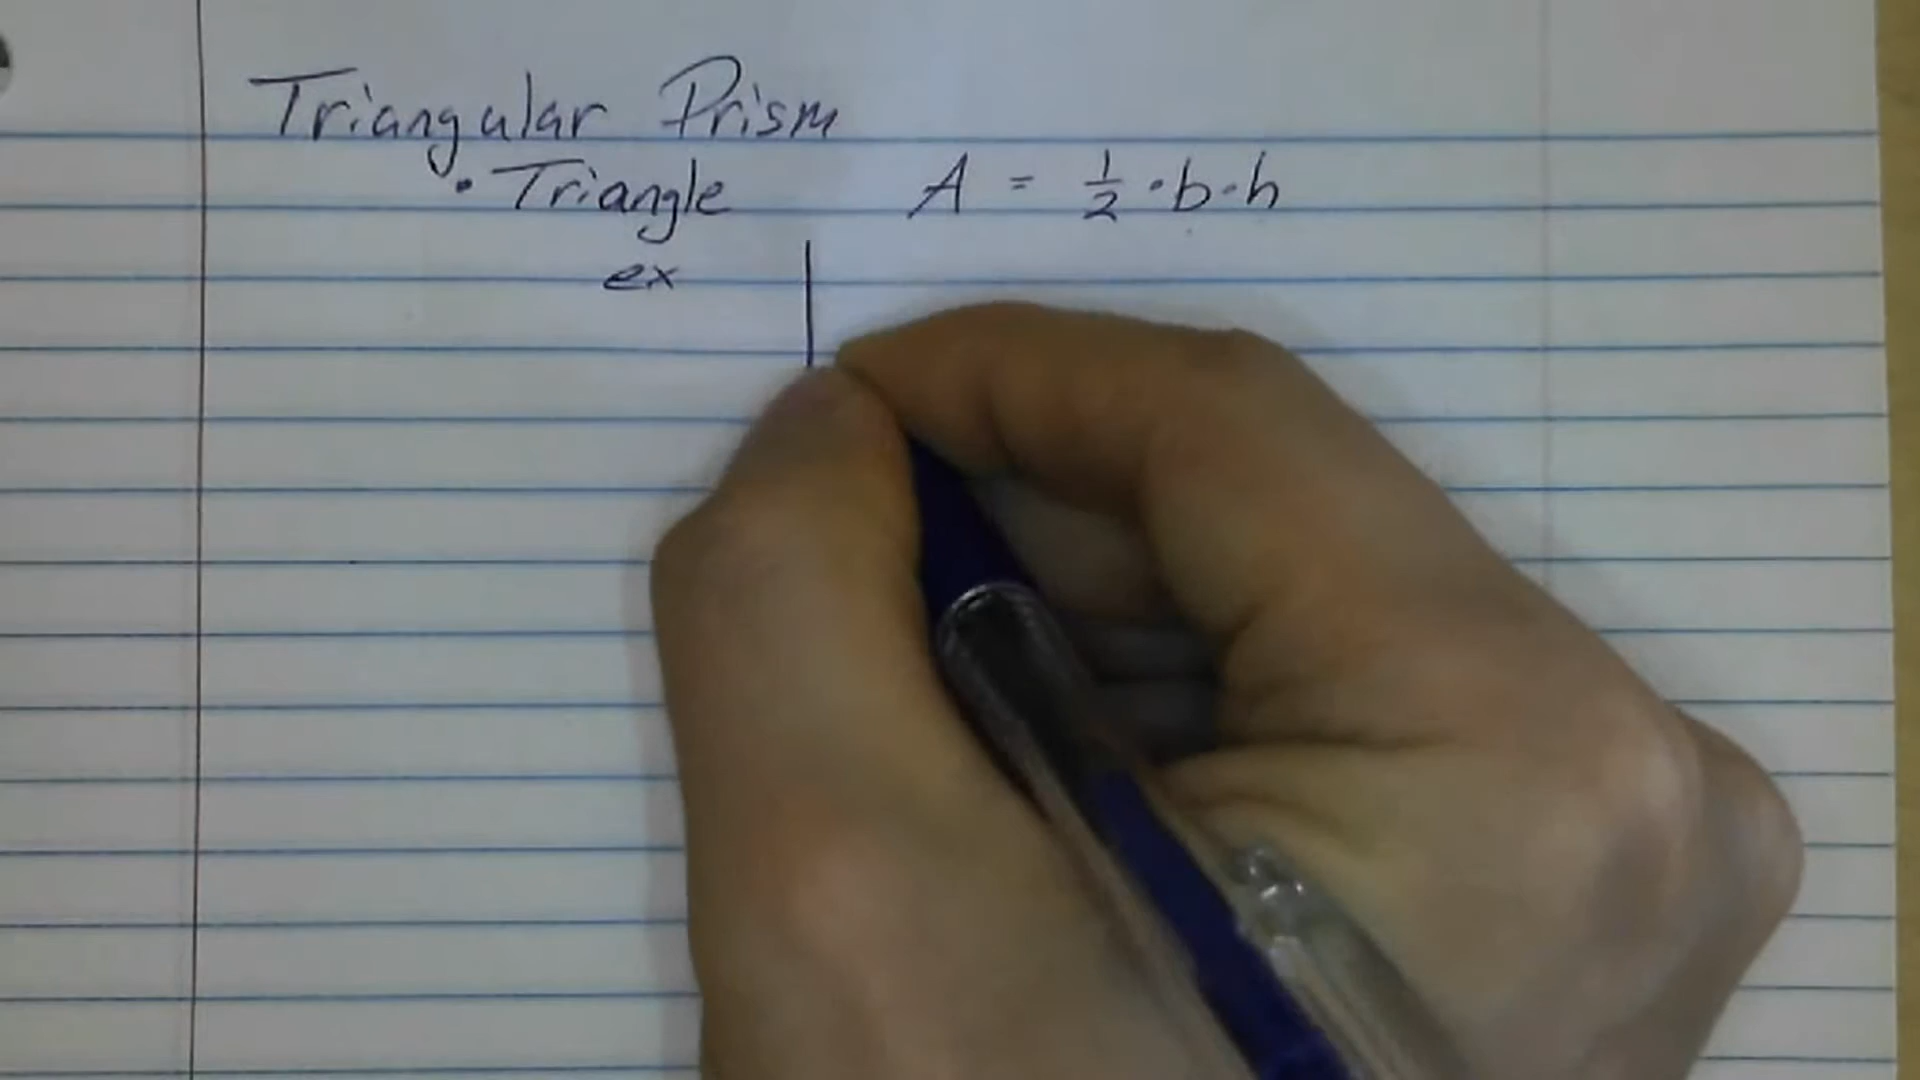 Triangular Prism
• Triangle A = 1/2 · b · h
ex